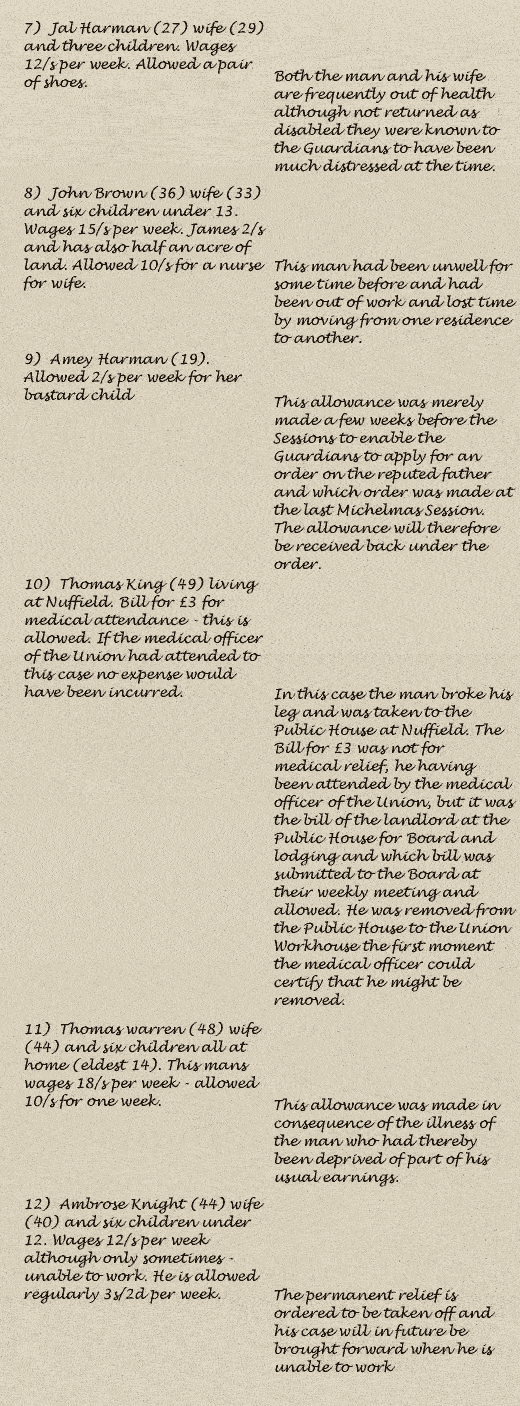 7) Jal Harman (27) wife (29)
and three children. Wages
12/s per week. Allowed a pair
of shoes.
Both the man and his wife
are frequently out of health
although not returned as
disabled they were known to
the Guardians to have been
much distressed at the time.
8) John Brown (36) wife (33)
and six children under 13.
Wages 15/s per week. James 2/s
and has also half an acre of
land. Allowed 10/s for a nurse
for wife.
This man had been unwell for
some time before and had
been out of work and lost time
by moving from one residence
to another.
9) Amey Harman (19).
Allowed 2/s per week for her
bastard child
This allowance was merely
made a few weeks before the
Sessions to enable the
Guardians to apply for an
order on the reputed father
and which order was made at
the last Michelmas Session.
The allowance will therefore
be received back under the
order.
10) Thomas King (49) living
at Nuffield. Bill for £3 for
medical attendance - this is
allowed. If the medical officer
of the Union had attended to
this case no expense would
have been incurred.
In this case the man broke his
leg and was taken to the
Public House at Nuffield. The
Bill for £3 was not for
medical relief, he having
been attended by the medical
officer of the Union, but it was
the bill of the landlord at the
Public House for Board and
lodging and which bill was
submitted to the Board at
their weekly meeting and
allowed. He was removed from
the Public House to the Union
Workhouse the first moment
the medical officer could
certify that he might be
removed.
11) Thomas warren (48) wife
(44) and six children all at
home (eldest 14). This mans
wages 18/s per week - allowed
10/s for one week.
This allowance was made in
consequence of the illness of
the man who had thereby
been deprived of part of his
usual earnings.
12) Ambrose Knight (44) wife
(40) and six children under
12. Wages 12/s per week
although only sometimes -
unable to work. He is allowed
regularly 3s/2d per week.
The permanent relief is
ordered to be taken off and
his case will in future be
brought forward when he is
unable to work